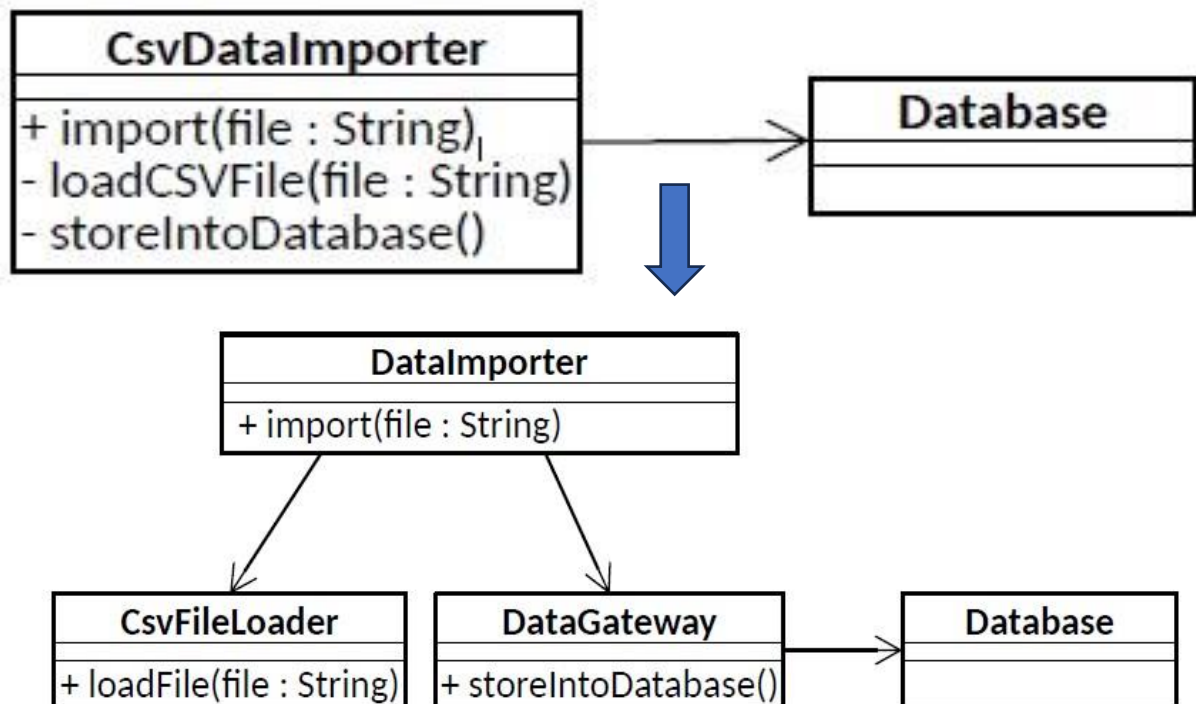 CsvDataImporter
+ import(file : String)
- loadCSVFile(file : String)
- storeIntoDatabase()
Database
DataImporter
+ import(file : String)
CsvFileLoader
+ loadFile(file : String)
DataGateway
+ storeIntoDatabase()
Database